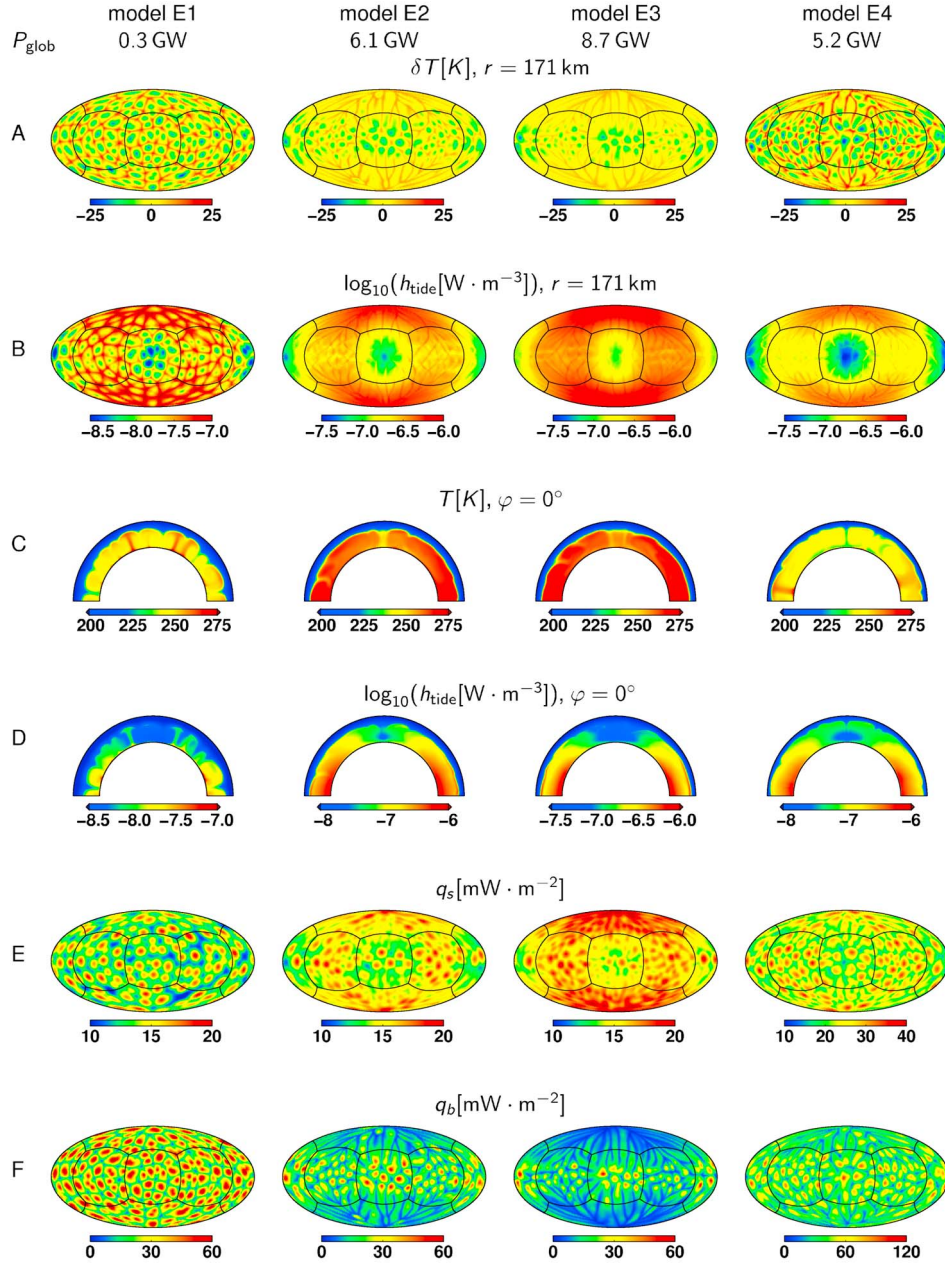 model E1 model E2 model E3 model E4
P_glob 0.3 GW 6.1 GW 8.7 GW 5.2 GW
δT[K], r = 171 km
A
−25 0 25 −25 0 25 −25 0 25 −25 0 25
log₁₀(h_tide[W · m⁻³]), r = 171 km
B
−8.5 −8.0 −7.5 −7.0 −7.5 −7.0 −6.5 −6.0 −7.5 −7.0 −6.5 −6.0 −7.5 −7.0 −6.5 −6.0
T[K], φ = 0°
C
200 225 250 275 200 225 250 275 200 225 250 275 200 225 250 275
log₁₀(h_tide[W · m⁻³]), φ = 0°
D
−8.5 −8.0 −7.5 −7.0 −8 −7 −6 −7.5 −7.0 −6.5 −6.0 −8 −7 −6
q_s[mW · m⁻²]
E
10 15 20 10 15 20 10 15 20 10 20 25 30 40
q_b[mW · m⁻²]
F
0 30 60 0 30 60 0 30 60 0 60 120